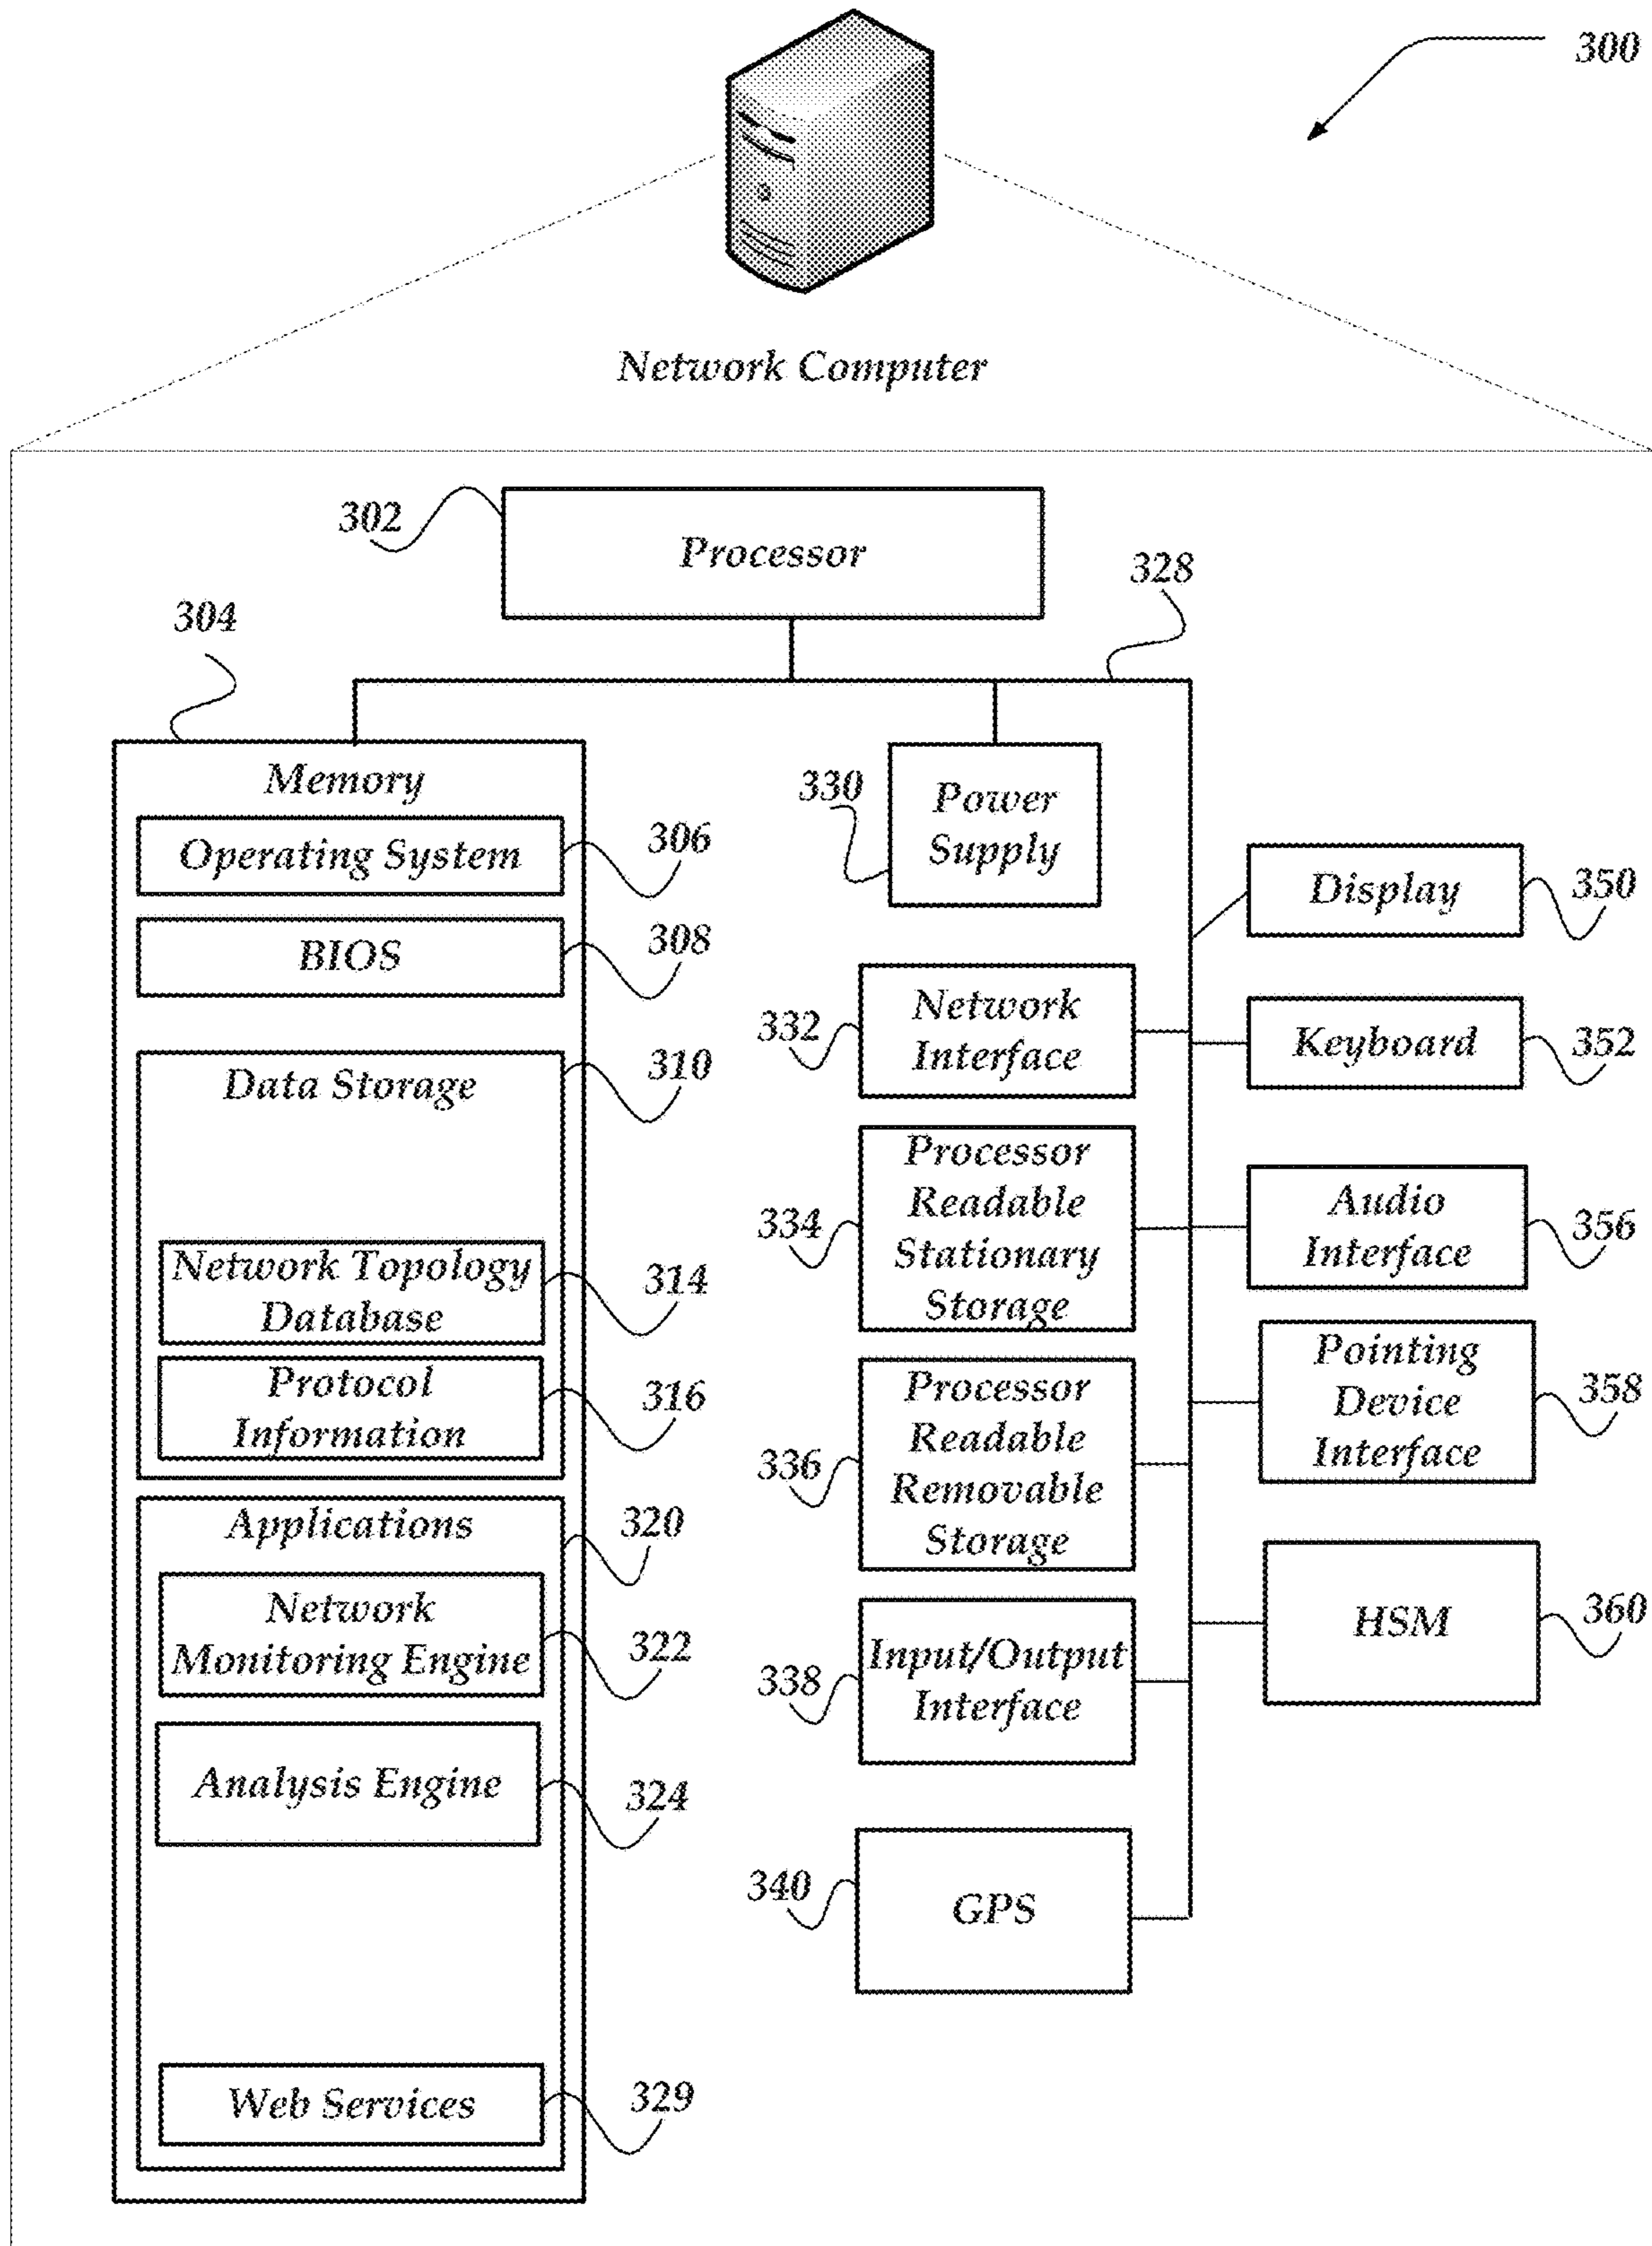 300
Network Computer
302
Processor
328
304
Memory
Operating System
306
BIOS
308
Data Storage
310
Network Topology
Database
314
Protocol
Information
316
Applications
320
Network
Monitoring Engine
322
Analysis Engine
324
Web Services
329
330
Power
Supply
332
Network
Interface
334
Processor
Readable
Stationary
Storage
336
Processor
Readable
Removable
Storage
338
Input/Output
Interface
340
GPS
Display
350
Keyboard
352
Audio
Interface
356
Pointing
Device
Interface
358
HSM
360